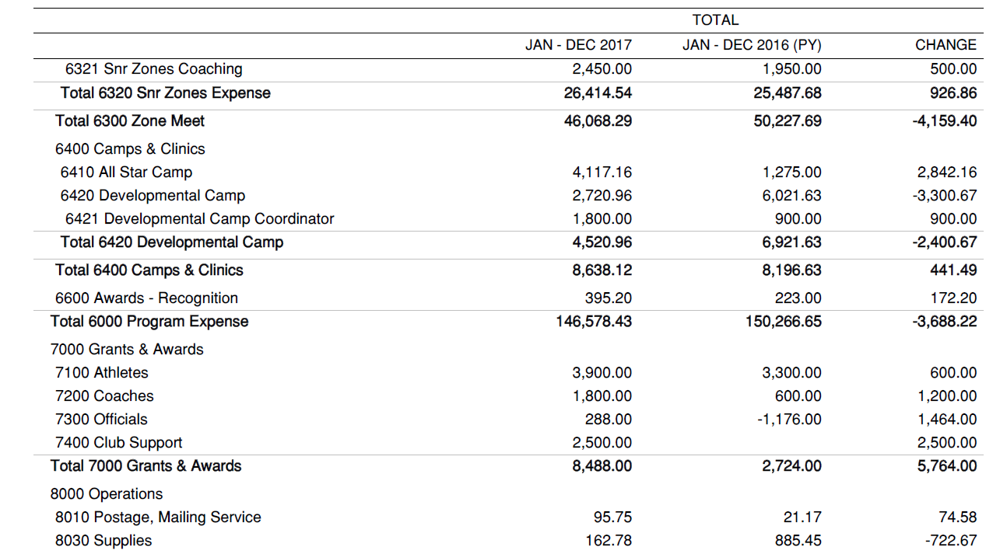 TOTAL
JAN - DEC 2017 JAN - DEC 2016 (PY) CHANGE
6321 Snr Zones Coaching 2,450.00 1,950.00 500.00
Total 6320 Snr Zones Expense 26,414.54 25,487.68 926.86
Total 6300 Zone Meet 46,068.29 50,227.69 -4,159.40
6400 Camps & Clinics
6410 All Star Camp 4,117.16 1,275.00 2,842.16
6420 Developmental Camp 2,720.96 6,021.63 -3,300.67
6421 Developmental Camp Coordinator 1,800.00 900.00 900.00
Total 6420 Developmental Camp 4,520.96 6,921.63 -2,400.67
Total 6400 Camps & Clinics 8,638.12 8,196.63 441.49
6600 Awards - Recognition 395.20 223.00 172.20
Total 6000 Program Expense 146,578.43 150,266.65 -3,688.22
7000 Grants & Awards
7100 Athletes 3,900.00 3,300.00 600.00
7200 Coaches 1,800.00 600.00 1,200.00
7300 Officials 288.00 -1,176.00 1,464.00
7400 Club Support 2,500.00 2,500.00
Total 7000 Grants & Awards 8,488.00 2,724.00 5,764.00
8000 Operations
8010 Postage, Mailing Service 95.75 21.17 74.58
8030 Supplies 162.78 885.45 -722.67